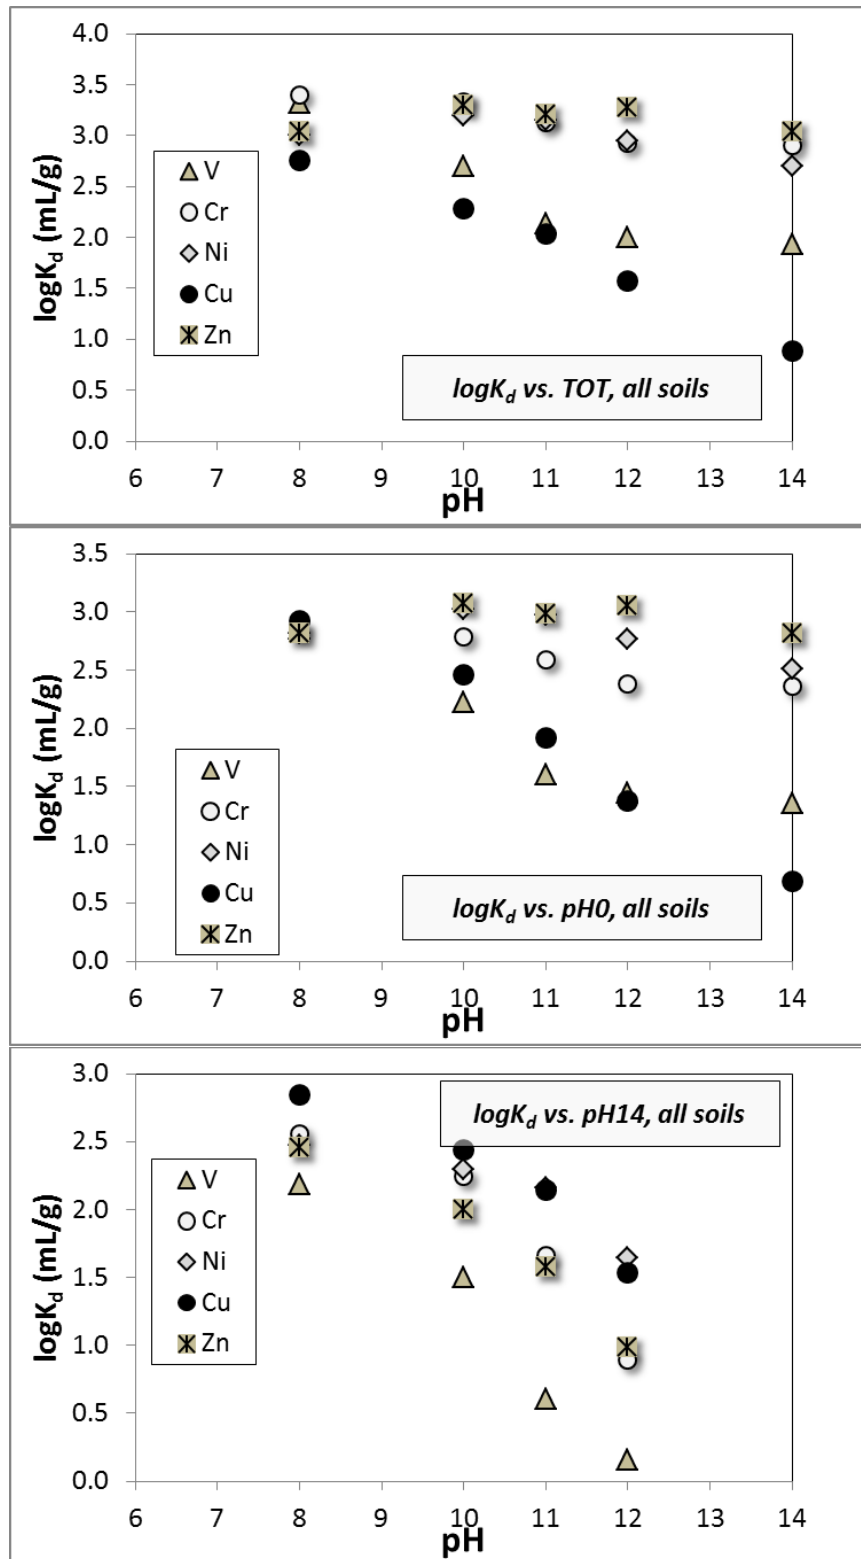 4.0
3.5
3.0
2.5
2.0
1.5
1.0
0.5
0.0
logKd (mL/g)
V
Cr
Ni
Cu
Zn
logKd vs. TOT, all soils
6 7 8 9 10 11 12 13 14
pH
3.5
3.0
2.5
2.0
1.5
1.0
0.5
0.0
logKd (mL/g)
V
Cr
Ni
Cu
Zn
logKd vs. pH0, all soils
6 7 8 9 10 11 12 13 14
pH
3.0
2.5
2.0
1.5
1.0
0.5
0.0
logKd (mL/g)
logKd vs. pH14, all soils
V
Cr
Ni
Cu
Zn
6 7 8 9 10 11 12 13 14
pH